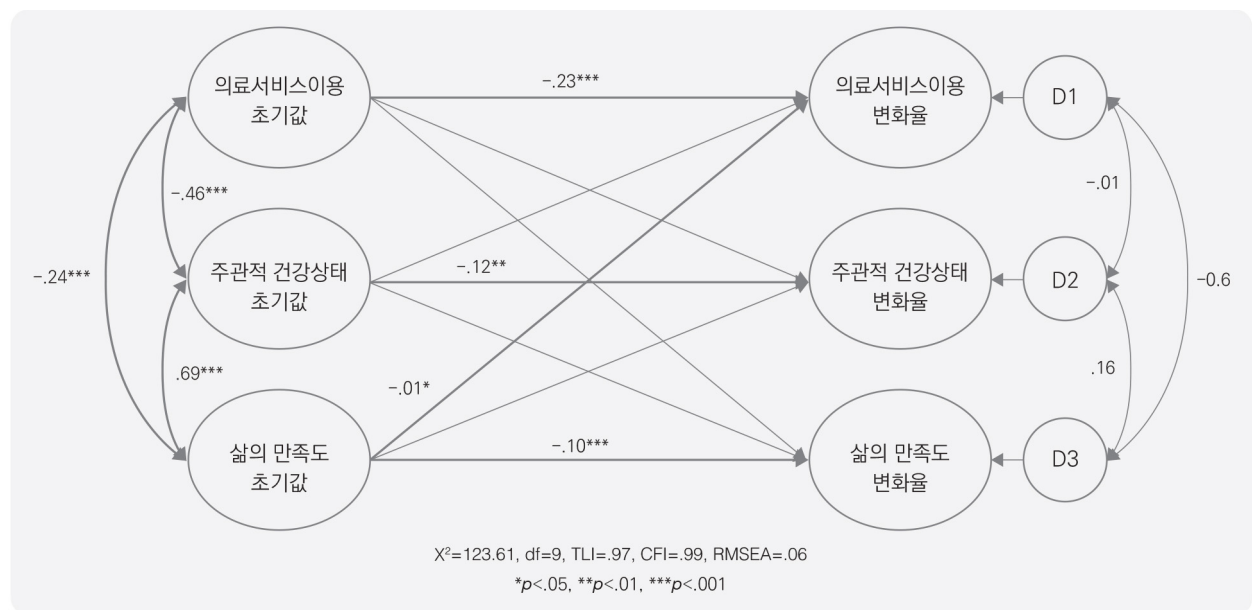 의료서비스이용
초기값
-.23***
의료서비스이용
변화율
D1
-.46***
-.01
-.24***
주관적 건강상태
초기값
-.12**
주관적 건강상태
변화율
D2
-0.6
.69***
-.01*
.16
삶의 만족도
초기값
-.10***
삶의 만족도
변화율
D3
X²=123.61, df=9, TLI=.97, CFI=.99, RMSEA=.06
*p<.05, **p<.01, ***p<.001